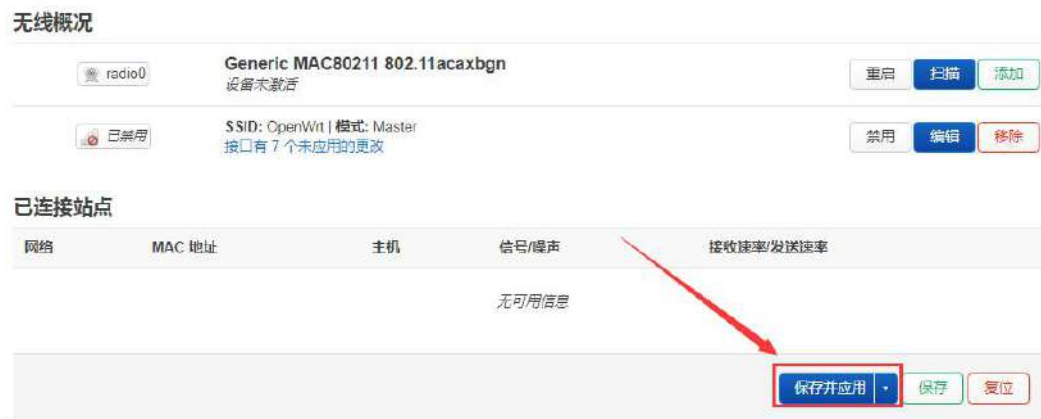 无线概况
radio0
Generic MAC80211 802.11acaxbgn
设备未激活
重启 扫描 添加
已禁用
SSID: OpenWrt | 模式: Master
接口有 7 个未应用的更改
禁用 编辑 移除
已连接站点
网络 MAC 地址 主机 信号/噪声 接收速率/发送速率
无可用信息
保存并应用 保存 复位